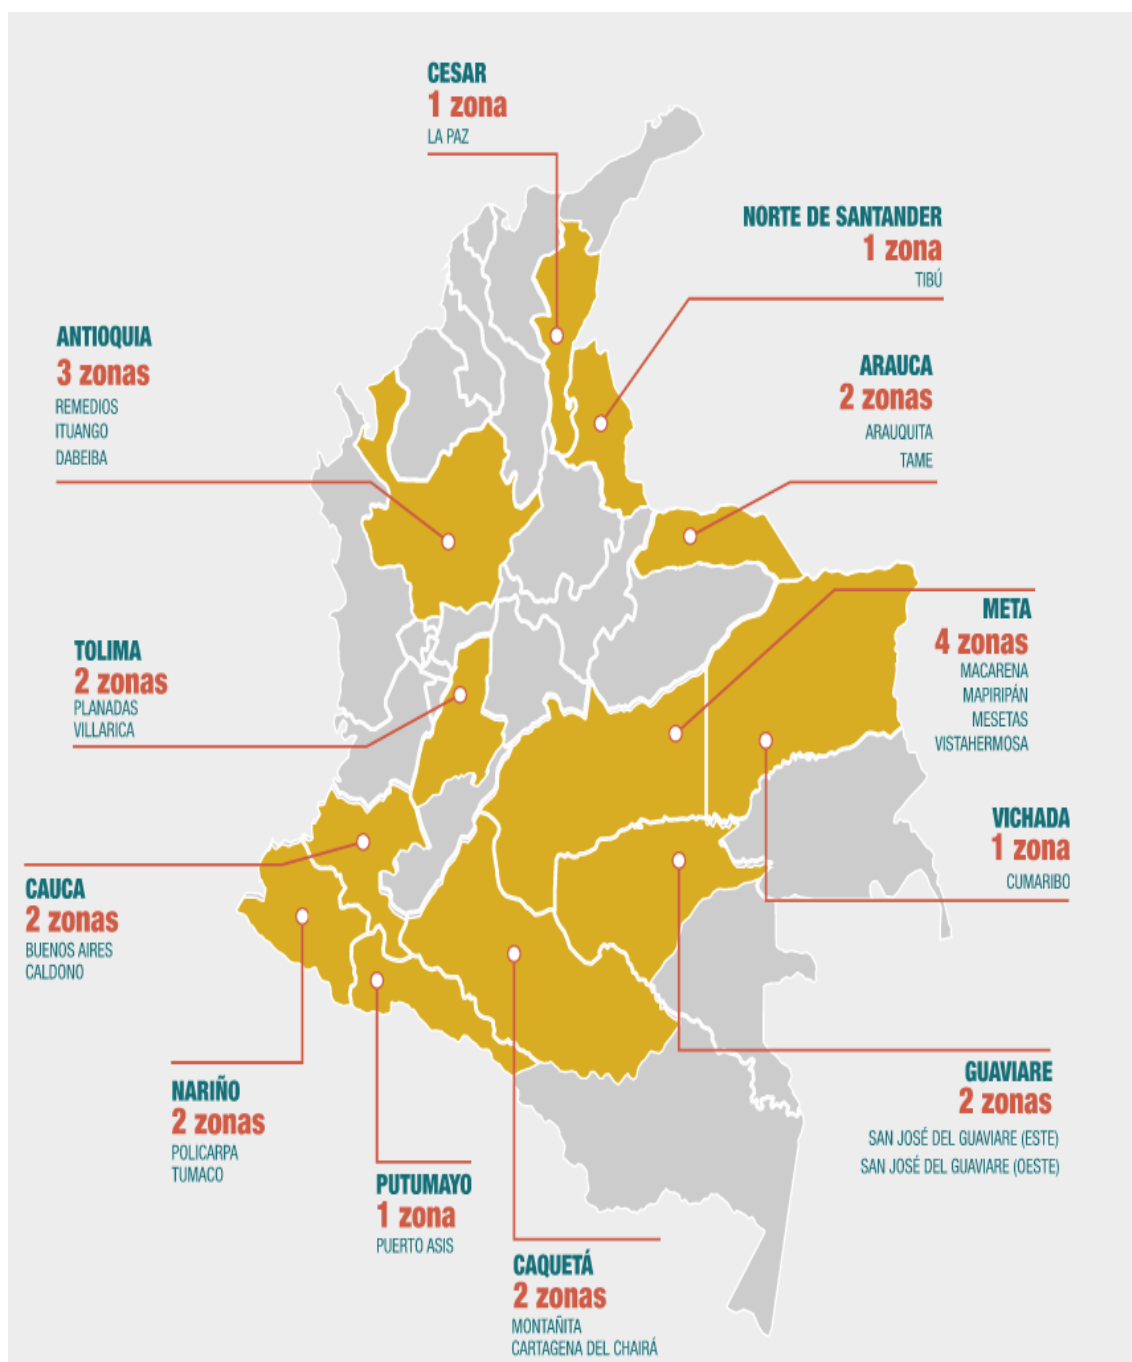 CESAR
1 zona
LA PAZ
NORTE DE SANTANDER
1 zona
TIBÚ
ANTIOQUIA
3 zonas
REMEDIOS
ITUANGO
DABEIBA
ARAUCA
2 zonas
ARAUQUITA
TAME
META
4 zonas
MACARENA
MAPIRIPÁN
MESETAS
VISTAHERMOSA
TOLIMA
2 zonas
PLANADAS
VILLARICA
VICHADA
1 zona
CUMARIBO
CAUCA
2 zonas
BUENOS AIRES
CALDONO
NARIÑO
2 zonas
POLICARPA
TUMACO
GUAVIARE
2 zonas
SAN JOSÉ DEL GUAVIARE (ESTE)
SAN JOSÉ DEL GUAVIARE (OESTE)
PUTUMAYO
1 zona
PUERTO ASIS
CAQUETÁ
2 zonas
MONTAÑITA
CARTAGENA DEL CHAIRÁ